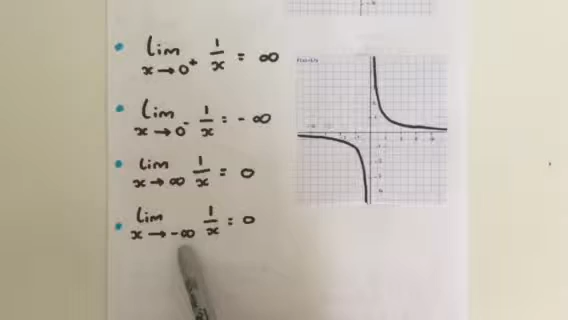 • lim x→0⁺ 1/x = ∞
• lim x→0⁻ 1/x = -∞
• lim x→∞ 1/x = 0
• lim x→-∞ 1/x = 0